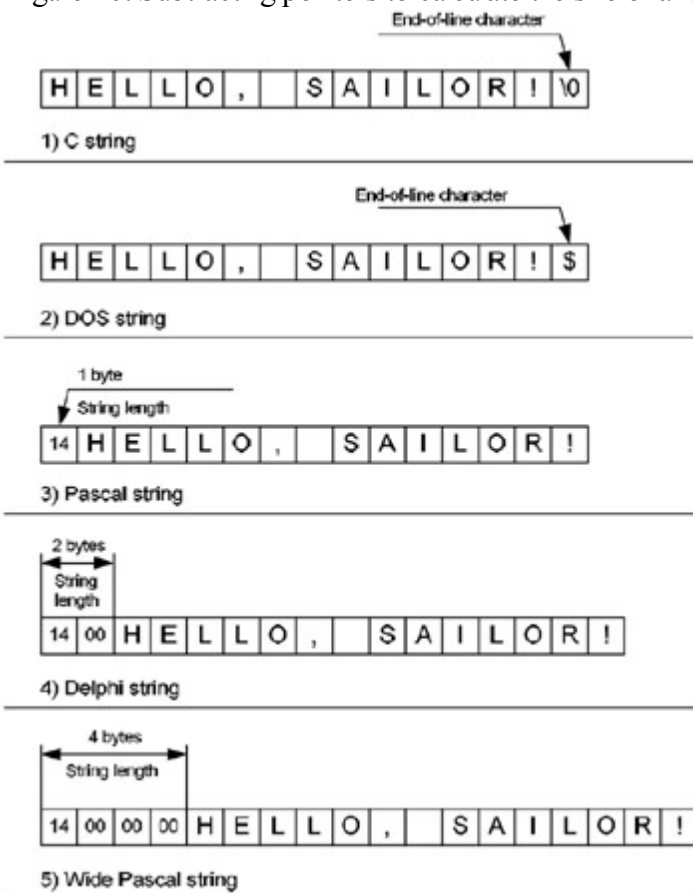 End-of-line character
H E L L O , S A I L O R ! \0
1) C string
End-of-line character
H E L L O , S A I L O R ! $
2) DOS string
1 byte
String length
14 H E L L O , S A I L O R !
3) Pascal string
2 bytes
String
length
14 00 H E L L O , S A I L O R !
4) Delphi string
4 bytes
String length
14 00 00 00 H E L L O , S A I L O R !
5) Wide Pascal string